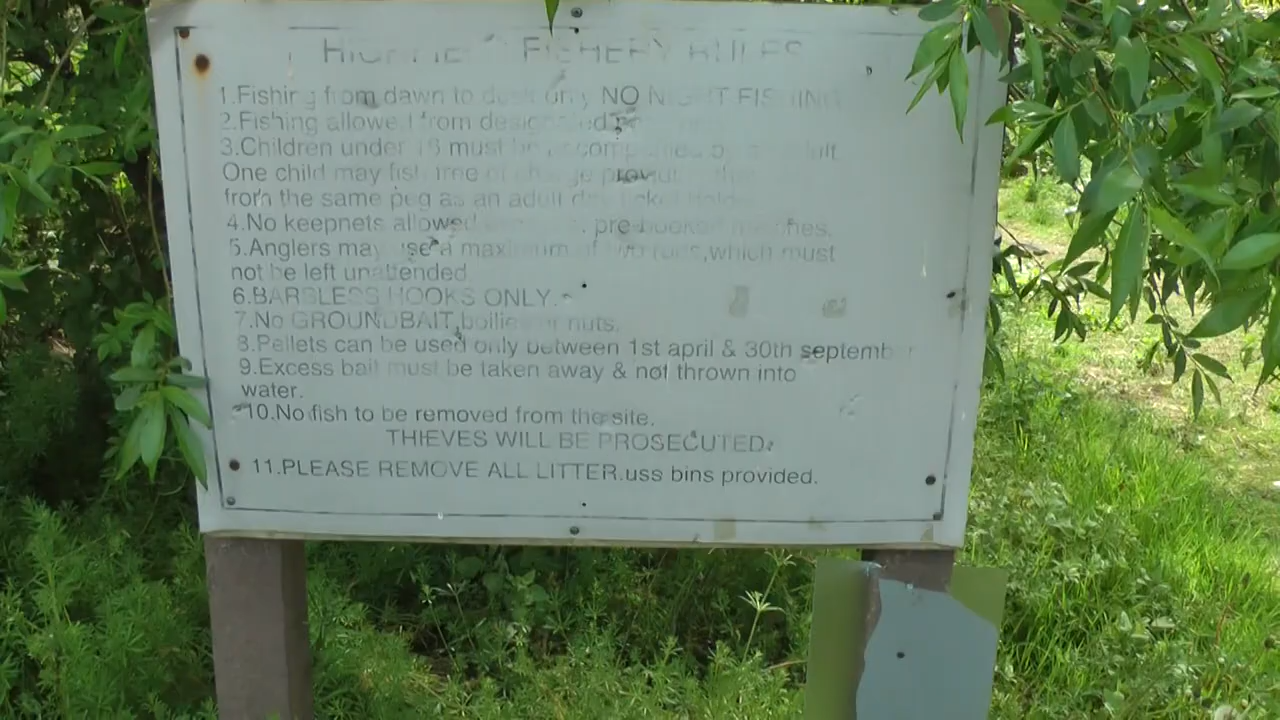 FISHERY RULES
1.Fishing from dawn to dusk only NO NIGHT FISHING
2.Fishing allowed from designated
3.Children under 16 must be accompanied by an adult.
One child may fish free of charge providing they
from the same peg as an adult day ticket holder
4.No keepnets allowed pre-booked matches.
5.Anglers may use a maximum of two rods,which must
not be left unattended
6.BARBLESS HOOKS ONLY.
7.No GROUNDBAIT,boilies or nuts.
8.Pellets can be used only between 1st april & 30th september
9.Excess bait must be taken away & not thrown into
water.
10.No fish to be removed from the site.
THIEVES WILL BE PROSECUTED.
11.PLEASE REMOVE ALL LITTER.uss bins provided.